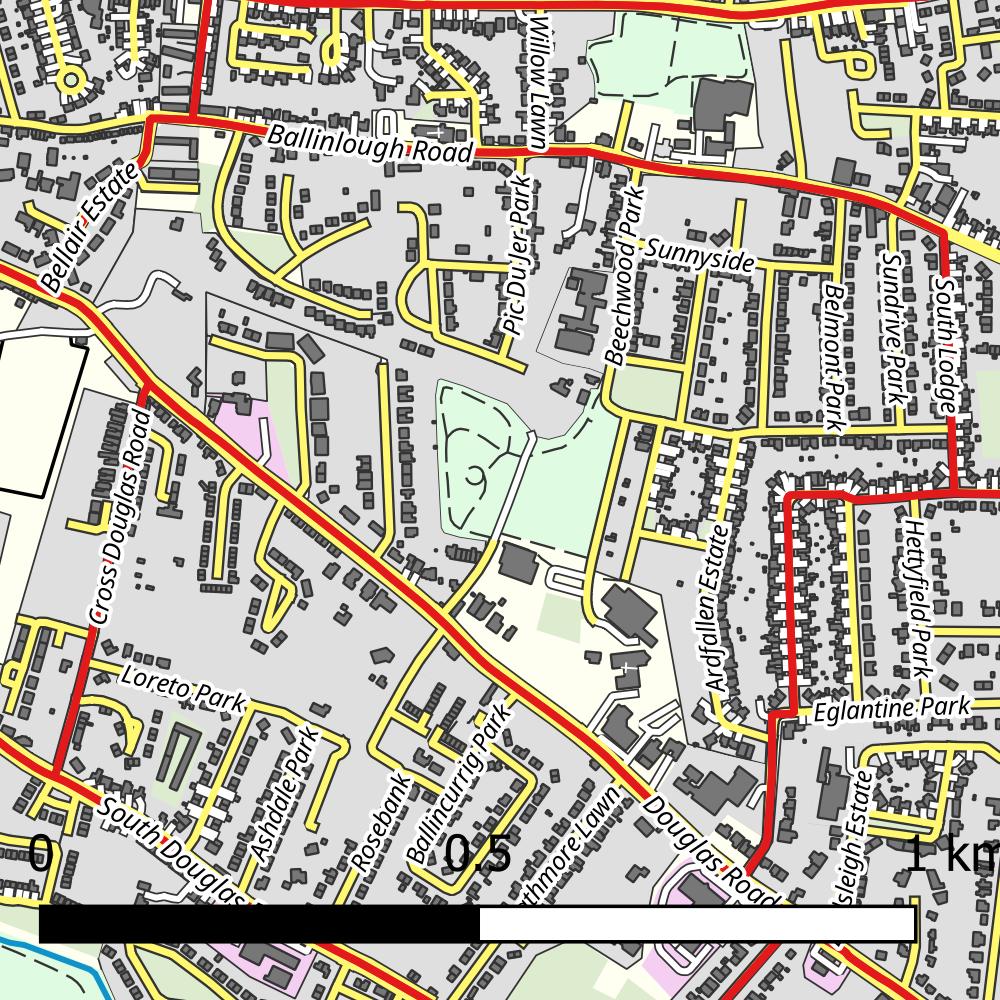 Willow Lawn
Ballinlough Road
Bellair Estate
Pic Du Jer Park
Beechwood Park
Sunnyside
Belmont Park
Sundrive Park
South Lodge
Cross Douglas Road
Hettyfield Park
Ardfallen Estate
Loreto Park
Eglantine Park
Ashdale Park
Rosebank
Ballincurrig Park
South Douglas
Douglas Road
0
0.5
1 km